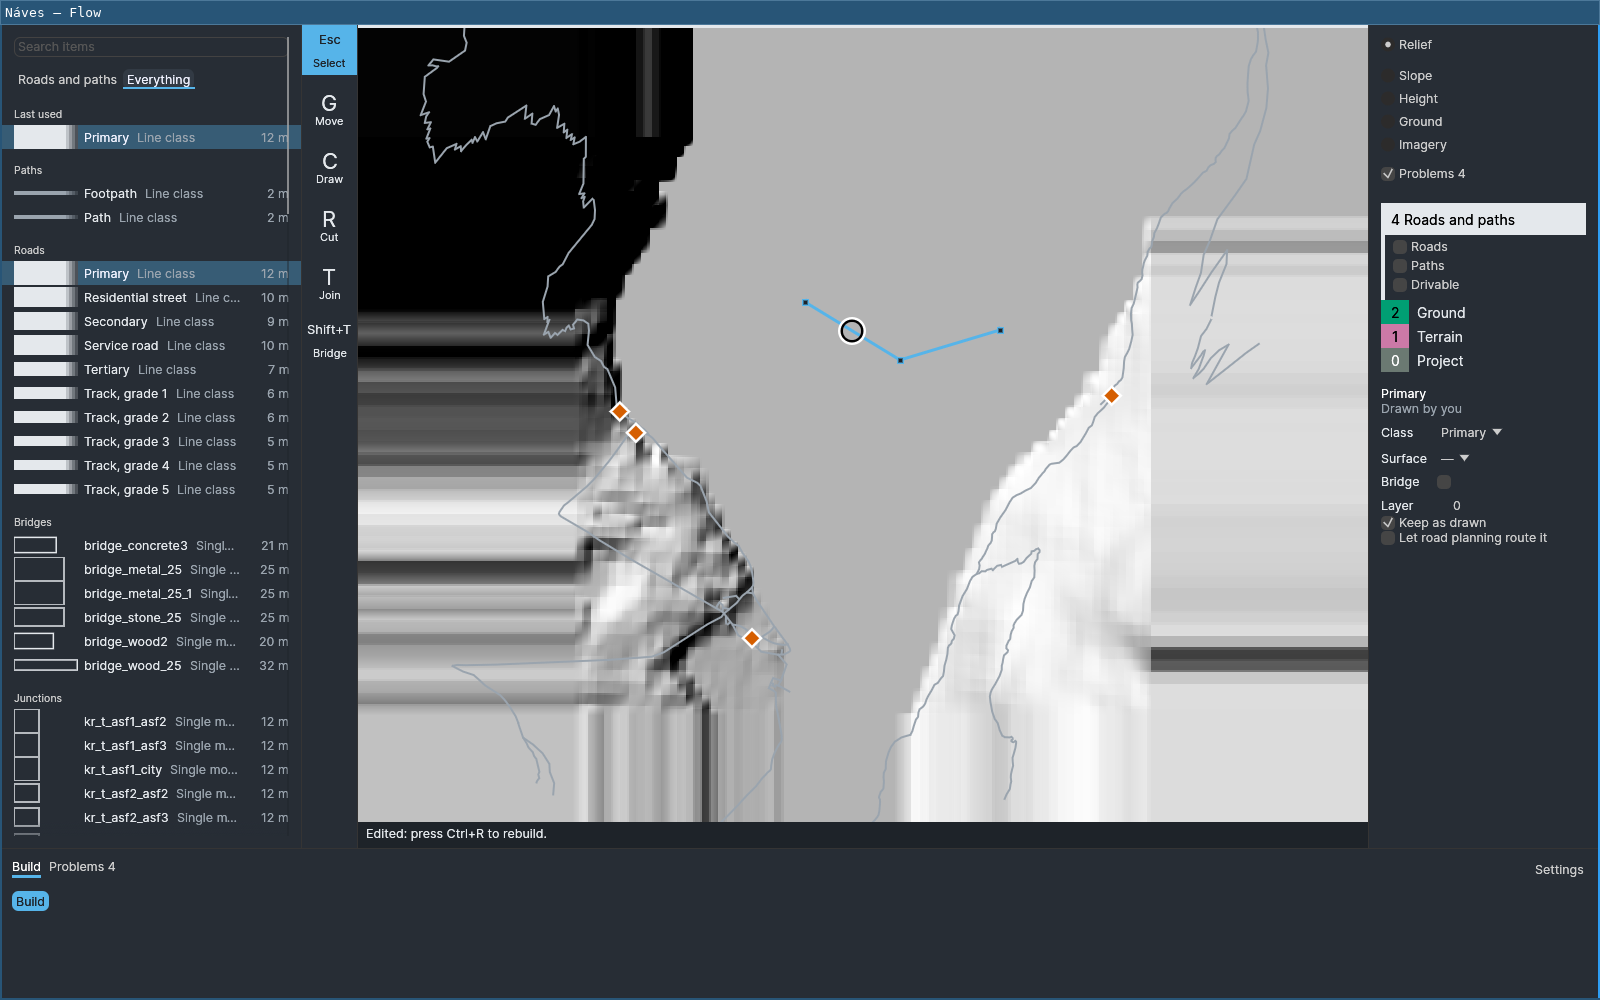 Náves — Flow
Search items
Roads and paths Everything
Last used
Primary Line class 12 m
Paths
Footpath Line class 2 m
Path Line class 2 m
Roads
Primary Line class 12 m
Residential street Line c... 10 m
Secondary Line class 9 m
Service road Line class 10 m
Tertiary Line class 7 m
Track, grade 1 Line class 6 m
Track, grade 2 Line class 6 m
Track, grade 3 Line class 5 m
Track, grade 4 Line class 5 m
Track, grade 5 Line class 5 m
Bridges
bridge_concrete3 Singl... 21 m
bridge_metal_25 Single ... 25 m
bridge_metal_25_1 Singl... 25 m
bridge_stone_25 Single ... 25 m
bridge_wood2 Single mo... 20 m
bridge_wood_25 Single ... 32 m
Junctions
kr_t_asf1_asf2 Single m... 12 m
kr_t_asf1_asf3 Single m... 12 m
kr_t_asf1_city Single mo... 12 m
kr_t_asf2_asf2 Single m... 12 m
kr_t_asf2_asf3 Single m... 12 m
Esc
Select
G
Move
C
Draw
R
Cut
T
Join
Shift+T
Bridge
Edited: press Ctrl+R to rebuild.
Relief
Slope
Height
Ground
Imagery
Problems 4
4 Roads and paths
Roads
Paths
Drivable
2 Ground
1 Terrain
0 Project
Primary
Drawn by you
Class Primary
Surface —
Bridge
Layer 0
Keep as drawn
Let road planning route it
Build Problems 4
Settings
Build